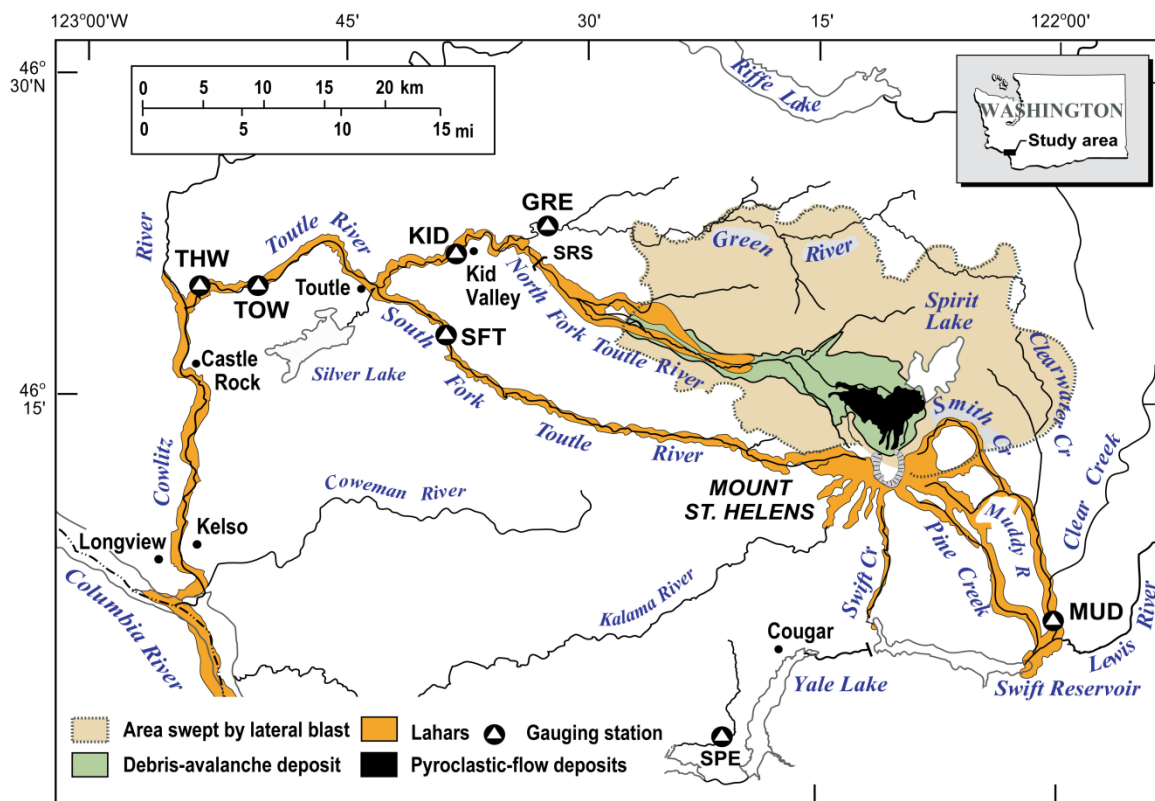 123°00'W
45'
30'
15'
122°00'
46°
30'N
46°
15'
0 5 10 20 km
0 5 10 15 mi
Riffe Lake
WASHINGTON
Study area
River
Toutle River
THW
TOW
Toutle
KID
Kid
Valley
GRE
SRS
North Fork Toutle River
Green River
Spirit
Lake
Clearwater Cr
Smith Cr
Clear Creek
SFT
South Fork Toutle River
Silver Lake
Castle
Rock
Cowlitz
Coweman River
Kelso
Longview
Columbia River
MOUNT
ST. HELENS
Muddy R
Pine Creek
Swift Cr
Kalama River
MUD
Lewis River
Cougar
Yale Lake
Swift Reservoir
SPE
Area swept by lateral blast
Lahars
Gauging station
Debris-avalanche deposit
Pyroclastic-flow deposits